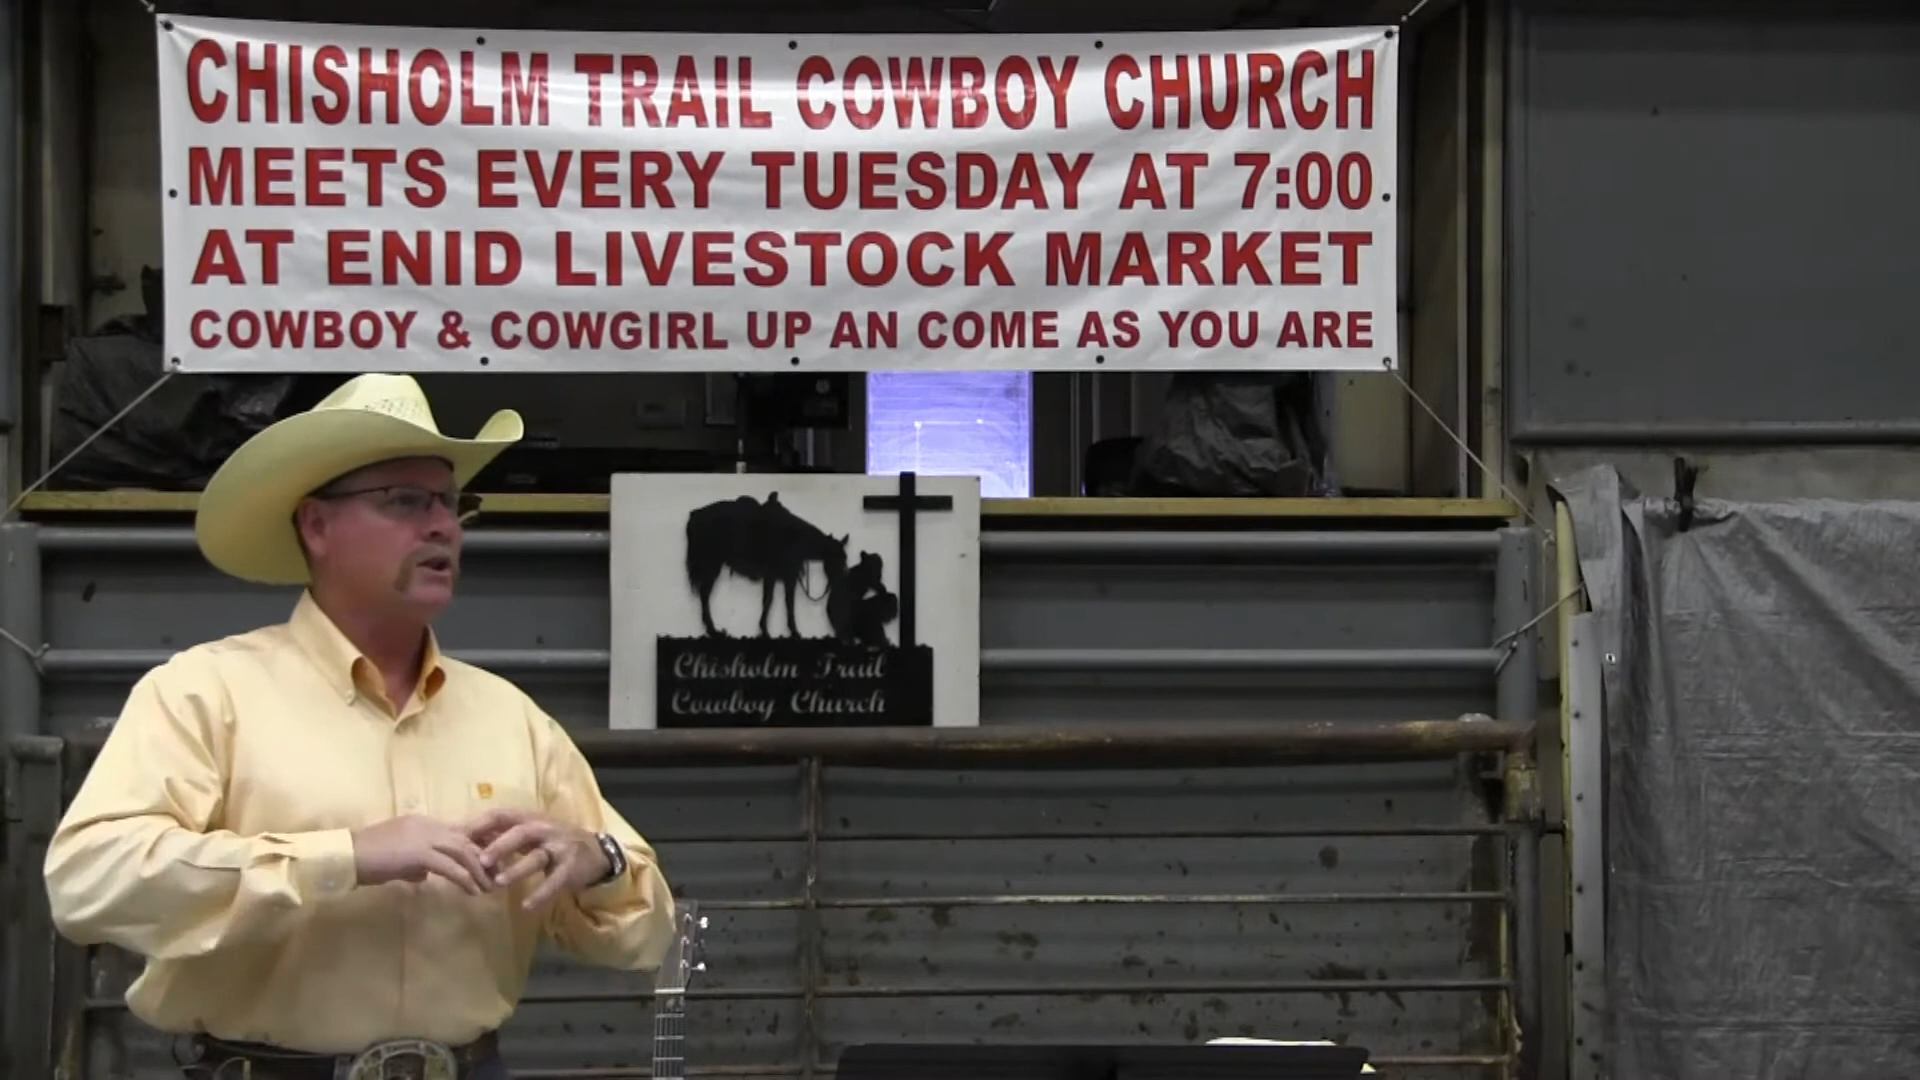 CHISHOLM TRAIL COWBOY CHURCH
MEETS EVERY TUESDAY AT 7:00
AT ENID LIVESTOCK MARKET
COWBOY & COWGIRL UP AN COME AS YOU ARE
Chisholm Trail
Cowboy Church